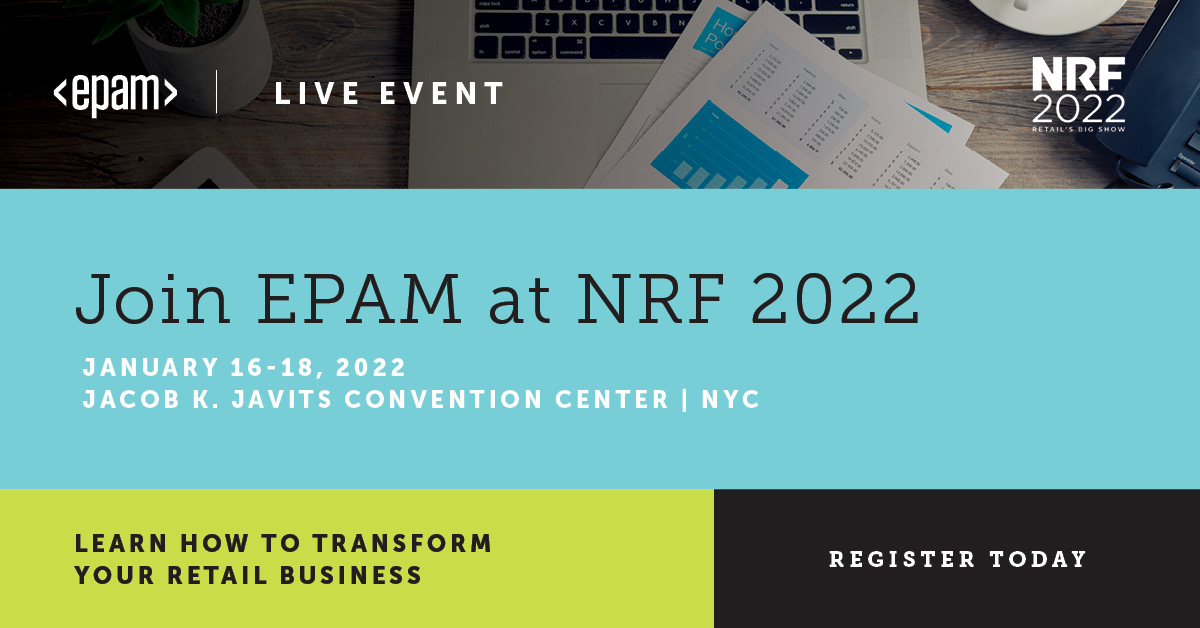 <epam>
LIVE EVENT
NRF
2022
RETAIL'S BIG SHOW
Join EPAM at NRF 2022
JANUARY 16-18, 2022
JACOB K. JAVITS CONVENTION CENTER | NYC
LEARN HOW TO TRANSFORM
YOUR RETAIL BUSINESS
REGISTER TODAY